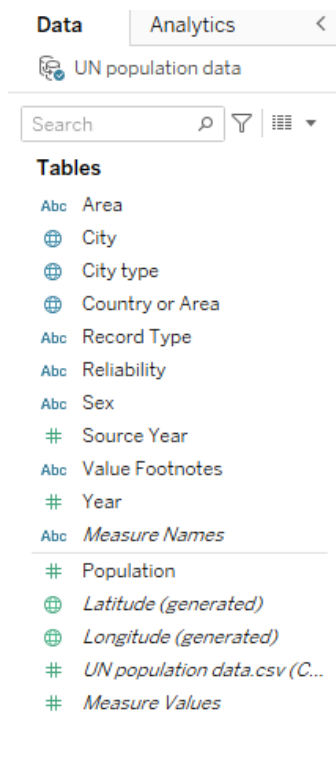 Data Analytics
UN population data
Search
Tables
Abc Area
City
City type
Country or Area
Abc Record Type
Abc Reliability
Abc Sex
# Source Year
Abc Value Footnotes
# Year
Abc Measure Names
# Population
Latitude (generated)
Longitude (generated)
# UN population data.csv (C...
# Measure Values